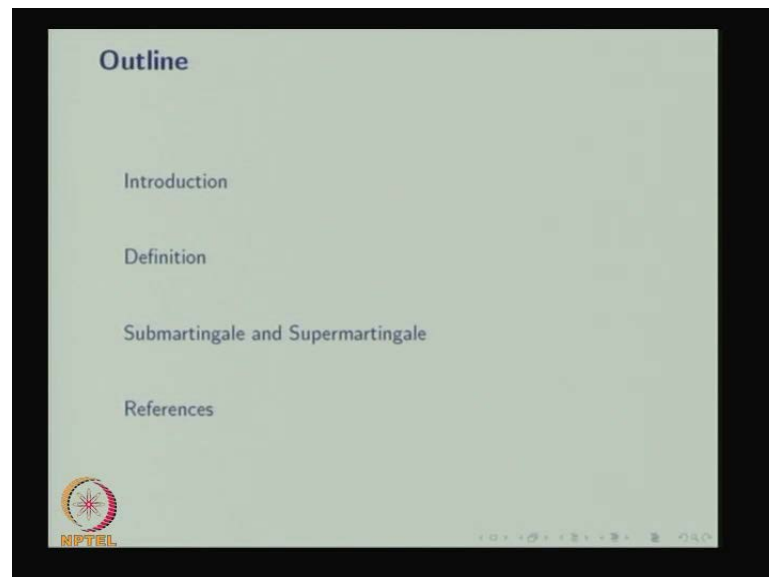 Outline
Introduction
Definition
Submartingale and Supermartingale
References
NPTEL